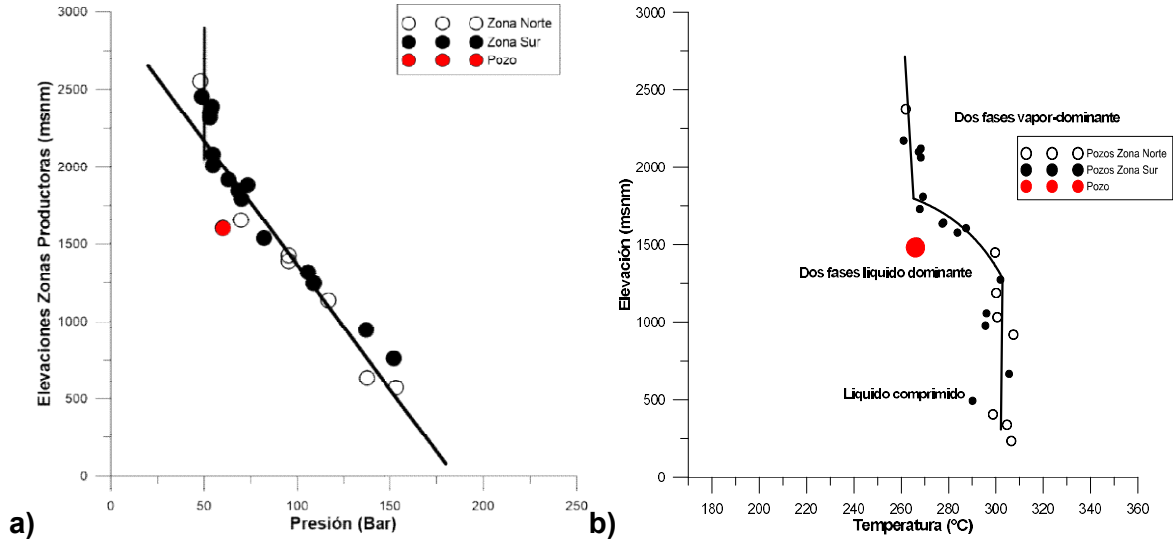 3000
2500
2000
1500
1000
500
0
Elevaciones Zonas Productoras (msnm)
0
50
100
150
200
250
Presión (Bar)
Zona Norte
Zona Sur
Pozo
a)
3000
2500
2000
1500
1000
500
0
Elevación (msnm)
180
200
220
240
260
280
300
320
340
360
Temperatura (°C)
Dos fases vapor-dominante
Pozos Zona Norte
Pozos Zona Sur
Pozo
Dos fases liquido dominante
Liquido comprimido
b)